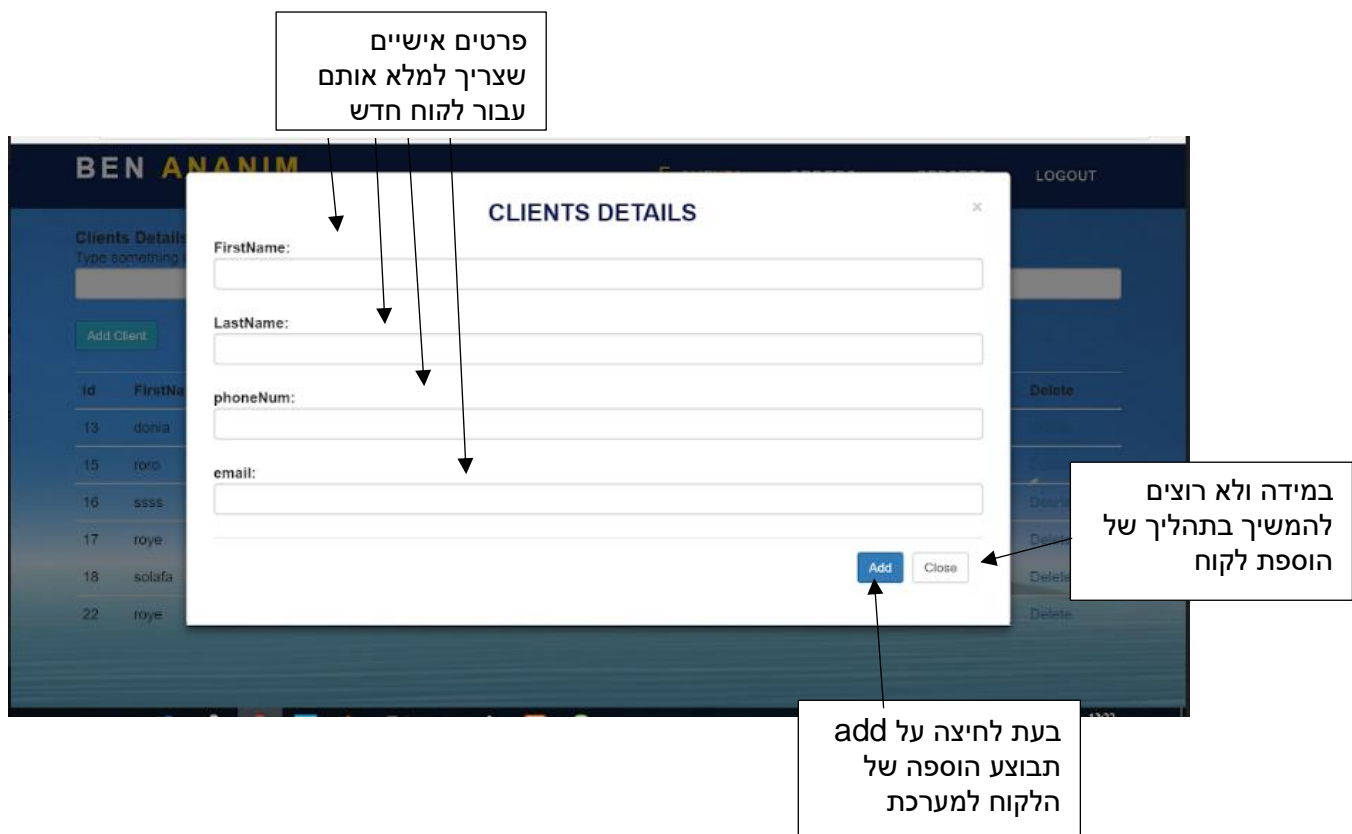 פרטים אישיים
שצריך למלא אותם
עבור לקוח חדש
BEN ANANIM
LOGOUT
CLIENTS DETAILS
×
Clients Details
Type something
FirstName:
LastName:
Add Client
id FirstNa Delete
phoneNum:
13 donia
15 roro
email:
16 ssss
17 roye Delete
18 solafa Delete
22 roye Delete
Add Close
במידה ולא רוצים
להמשיך בתהליך של
הוספת לקוח
בעת לחיצה על add
תבוצע הוספה של
הלקוח למערכת